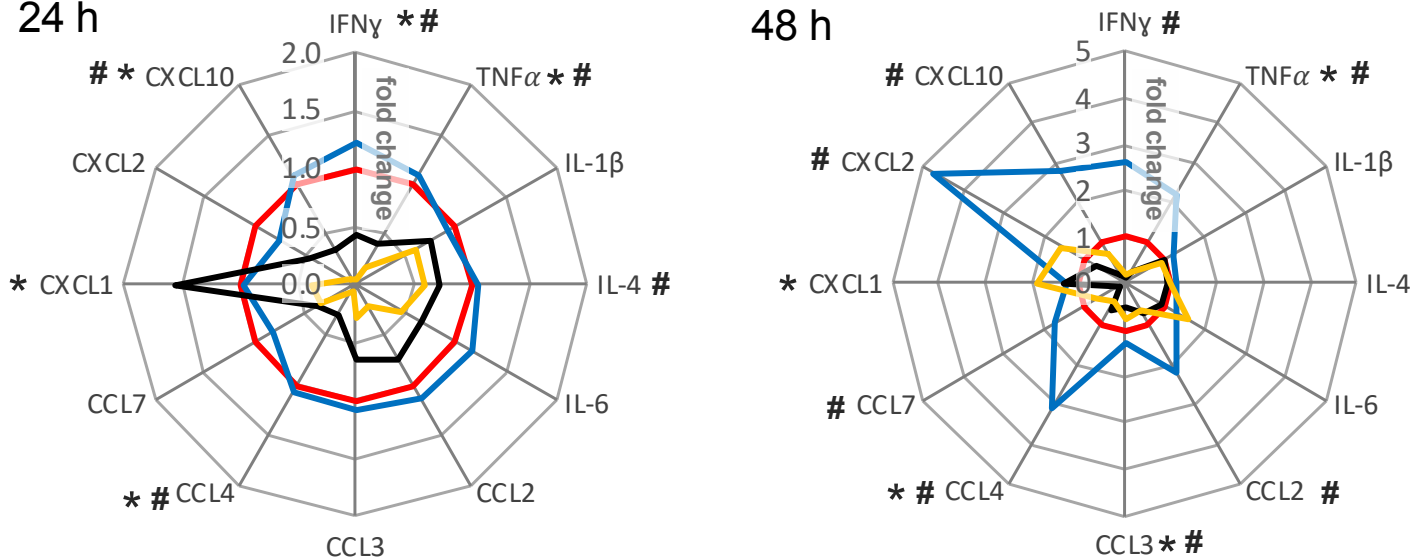 24 h
IFNɣ * #
# * CXCL10
TNFα * #
CXCL2
IL-1β
* CXCL1
IL-4 #
CCL7
IL-6
* # CCL4
CCL2
CCL3
2.0
1.5
1.0
0.5
0.0
fold change
48 h
IFNɣ #
# CXCL10
TNFα * #
# CXCL2
IL-1β
* CXCL1
IL-4
# CCL7
IL-6
* # CCL4
CCL2 #
CCL3 * #
5
4
3
2
1
0
fold change